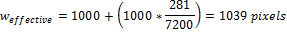 w_effective = 1000 + (1000 * 281/7200) = 1039 pixels